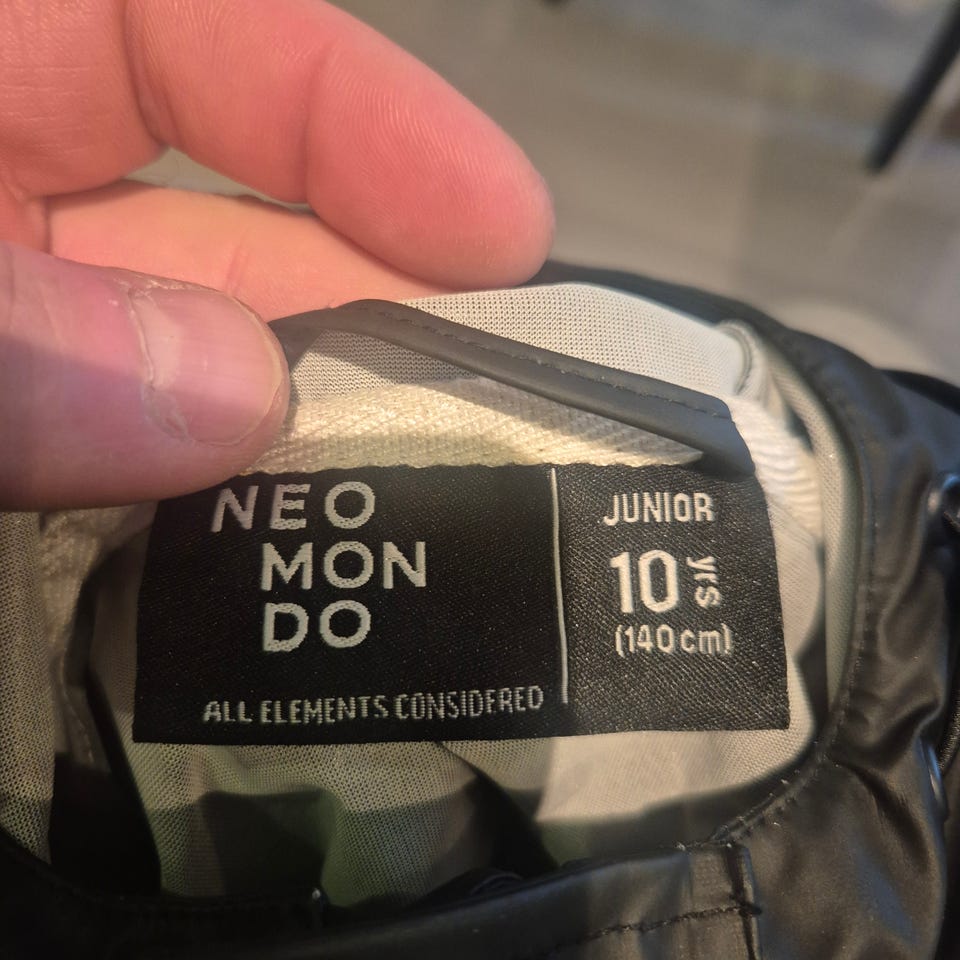 NEO
MON
DO
ALL ELEMENTS CONSIDERED
JUNIOR
10 yrs
(140 cm)